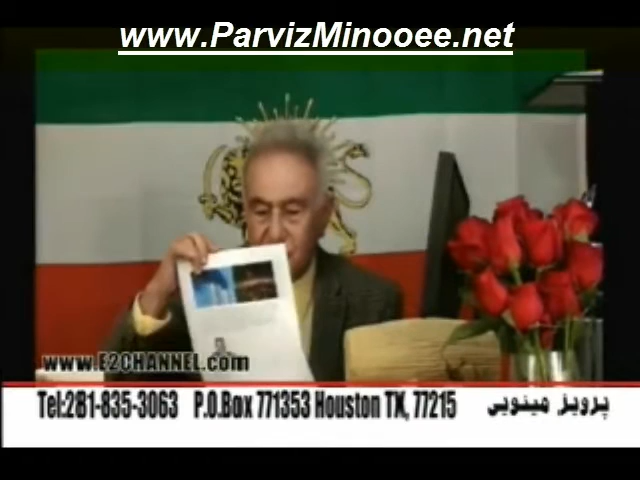 www.ParvizMinooee.net
www.E2CHANNEL.com
Tel:281-835-3063 P.O.Box 771353 Houston TX, 77215 پرویز مینویی